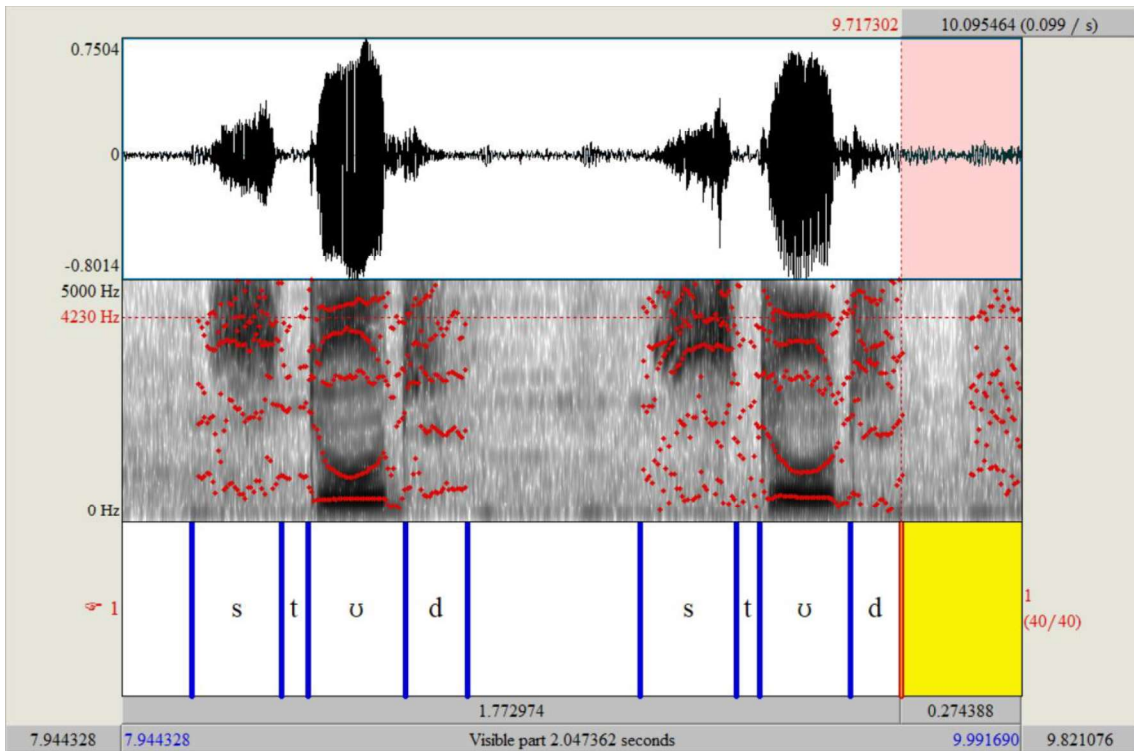 9.717302 10.095464 (0.099 / s)
0.7504
0
-0.8014
5000 Hz
4230 Hz
0 Hz
☞ 1 s t ʊ d s t ʊ d 1
(40/40)
1.772974 0.274388
7.944328 7.944328 Visible part 2.047362 seconds 9.991690 9.821076